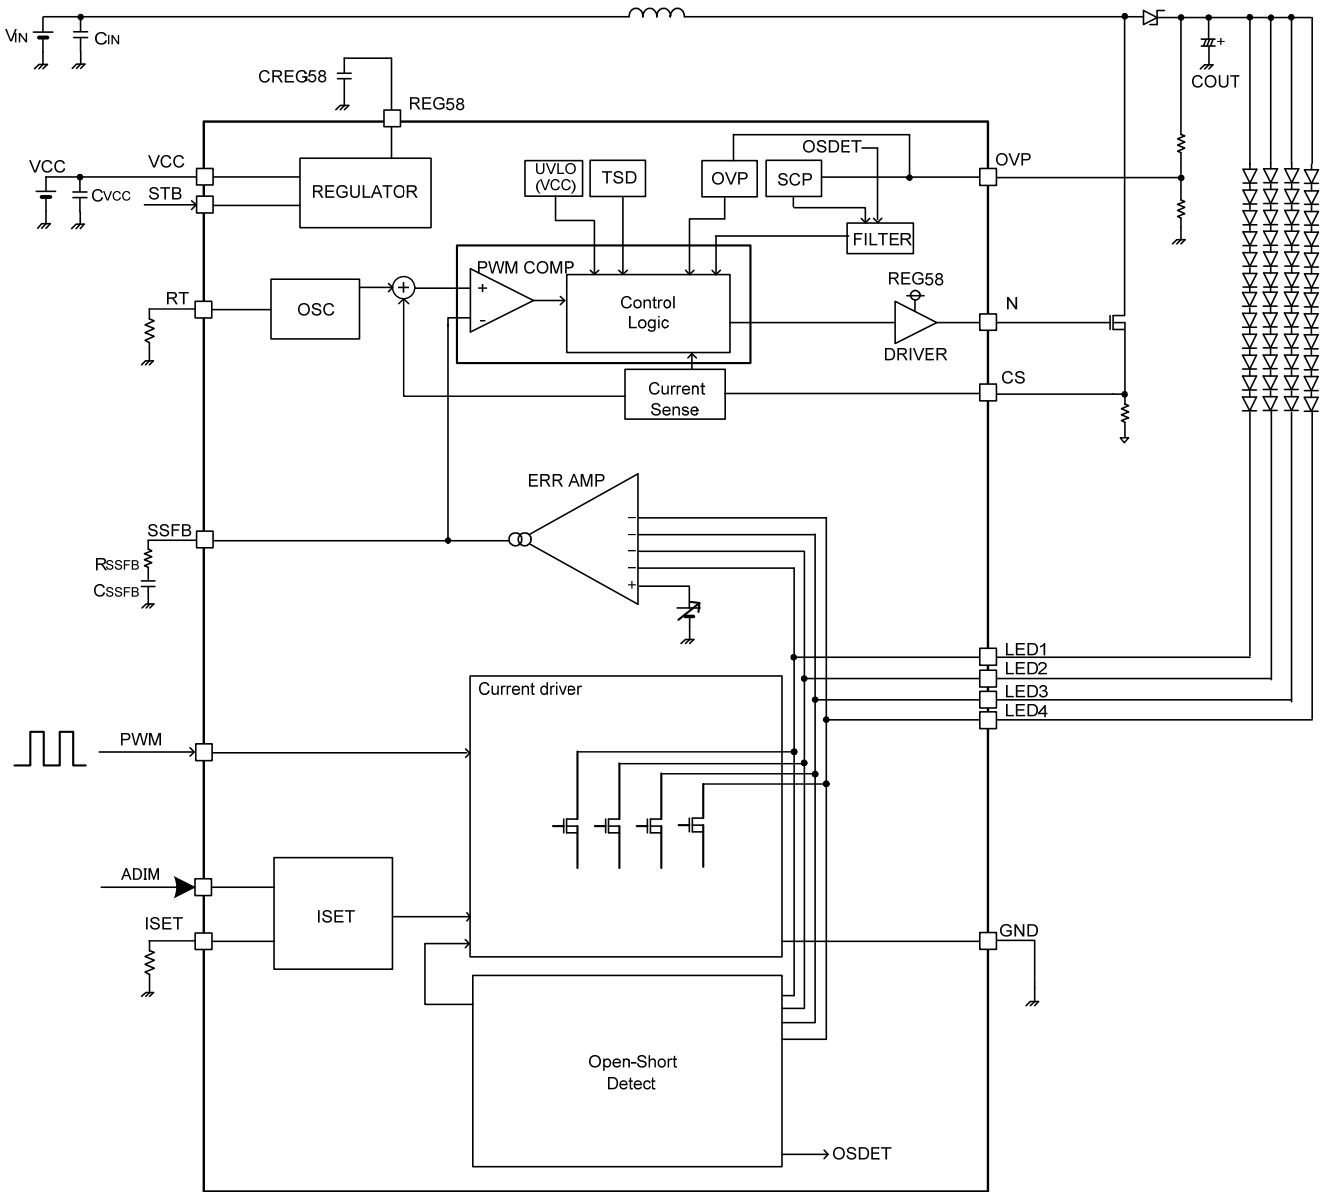 VIN
CIN
COUT
CREG58
REG58
VCC
CVCC
VCC
STB
REGULATOR
UVLO
(VCC)
TSD
OVP
SCP
OSDET
FILTER
OVP
RT
OSC
+
PWM COMP
+
-
Control
Logic
REG58
DRIVER
N
Current
Sense
CS
ERR AMP
SSFB
RSSFB
CSSFB
−
−
−
−
+
+
LED1
LED2
LED3
LED4
Current driver
PWM
ADIM
ISET
ISET
GND
Open-Short
Detect
OSDET